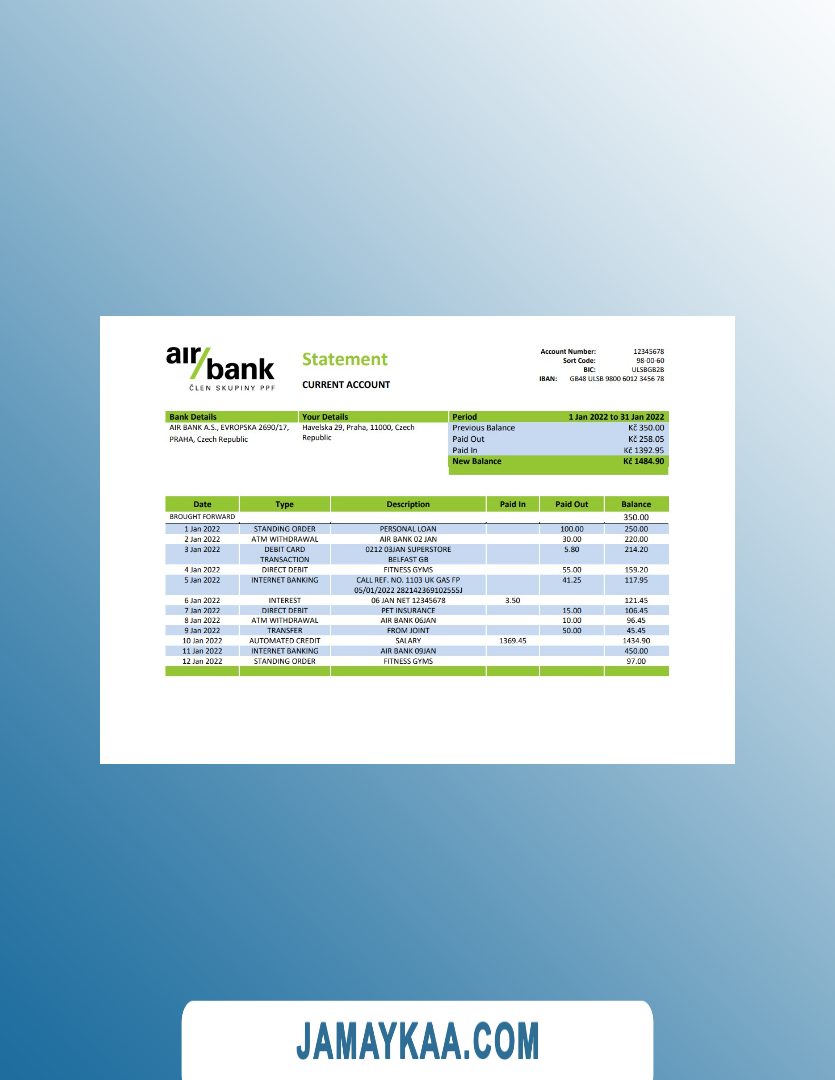 air/bank
ČLEN SKUPINY PPF
Statement
CURRENT ACCOUNT
Account Number: 12345678
Sort Code: 98-00-60
BIC: ULSBGB2B
IBAN: GB48 ULSB 9800 6012 3456 78
Bank Details Your Details Period 1 Jan 2022 to 31 Jan 2022
AIR BANK A.S., EVROPSKA 2690/17, Havelska 29, Praha, 11000, Czech Previous Balance Kč 350.00
PRAHA, Czech Republic Republic Paid Out Kč 258.05
Paid In Kč 1392.95
New Balance Kč 1484.90
Date Type Description Paid In Paid Out Balance
BROUGHT FORWARD 350.00
1 Jan 2022 STANDING ORDER PERSONAL LOAN 100.00 250.00
2 Jan 2022 ATM WITHDRAWAL AIR BANK 02 JAN 30.00 220.00
3 Jan 2022 DEBIT CARD 0212 03JAN SUPERSTORE 5.80 214.20
TRANSACTION BELFAST GB
4 Jan 2022 DIRECT DEBIT FITNESS GYMS 55.00 159.20
5 Jan 2022 INTERNET BANKING CALL REF. NO. 1103 UK GAS FP 41.25 117.95
05/01/2022 28214236910255SJ
6 Jan 2022 INTEREST 06 JAN NET 12345678 3.50 121.45
7 Jan 2022 DIRECT DEBIT PET INSURANCE 15.00 106.45
8 Jan 2022 ATM WITHDRAWAL AIR BANK 06JAN 10.00 96.45
9 Jan 2022 TRANSFER FROM JOINT 50.00 45.45
10 Jan 2022 AUTOMATED CREDIT SALARY 1369.45 1434.90
11 Jan 2022 INTERNET BANKING AIR BANK 09JAN 450.00
12 Jan 2022 STANDING ORDER FITNESS GYMS 97.00
JAMAYKAA.COM